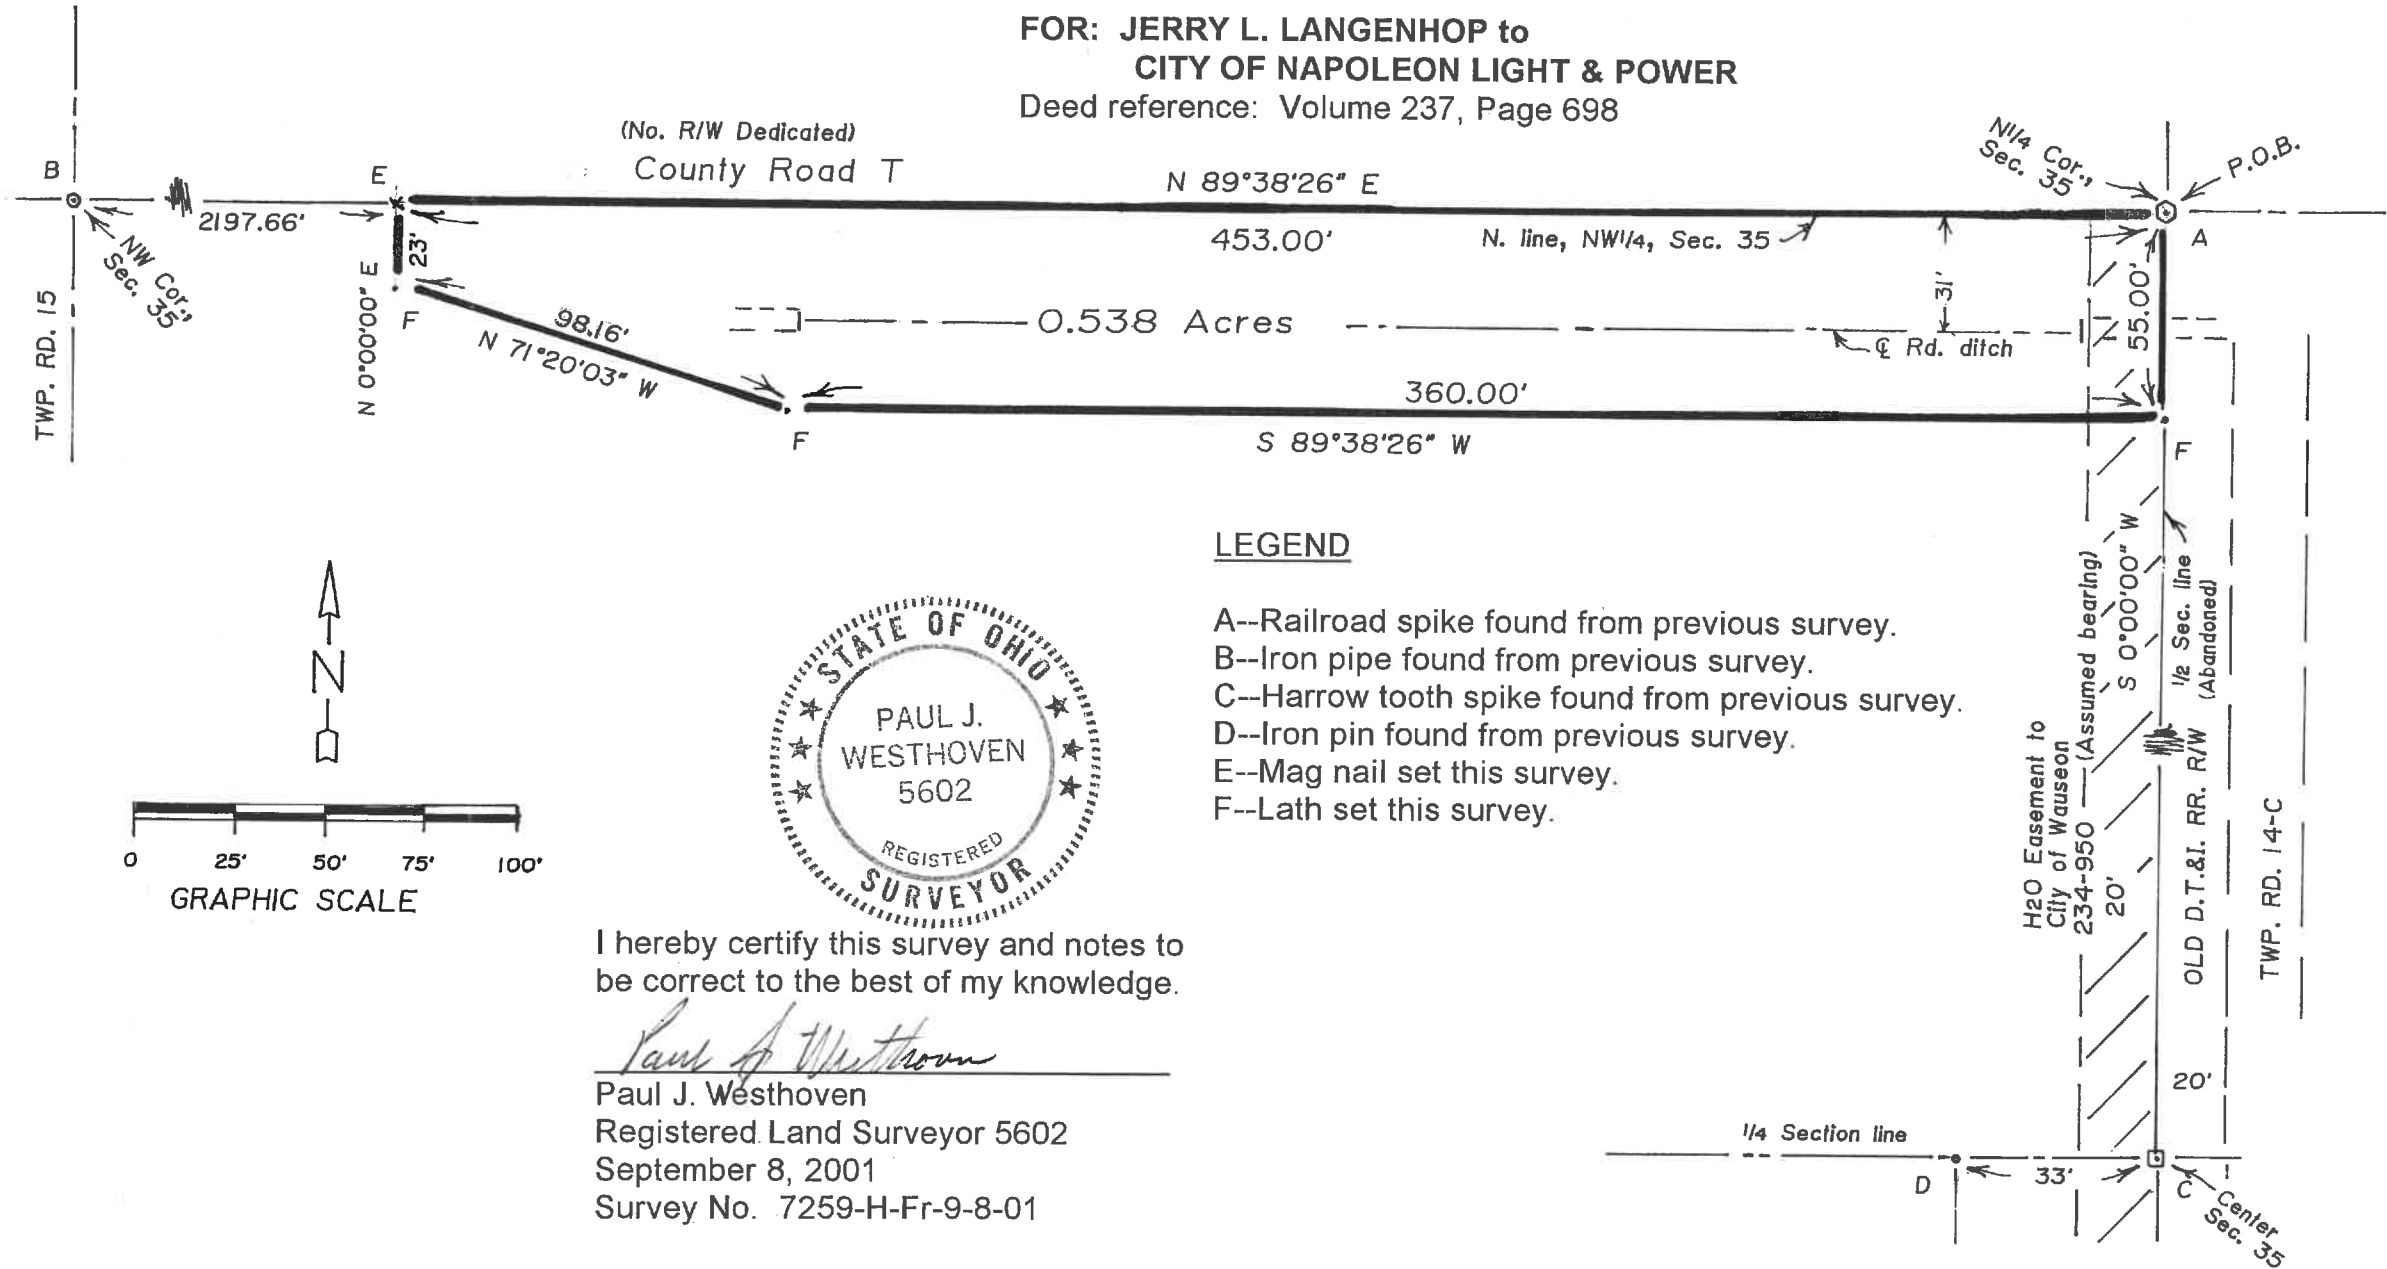 FOR: JERRY L. LANGENHOP to
CITY OF NAPOLEON LIGHT & POWER
Deed reference: Volume 237, Page 698
(No. R/W Dedicated)
County Road T
N 89°38'26" E
N1/4 Cor.,
Sec. 35
P.O.B.
B
E
2197.66'
23'
453.00'
N. line, NW1/4, Sec. 35
A
NW Cor.,
Sec. 35
TWP. RD. 15
N 0°00'00" E
F
98.16'
N 71°20'03" W
0.538 Acres
31'
℄ Rd. ditch
55.00'
360.00'
F
S 89°38'26" W
F
LEGEND
A--Railroad spike found from previous survey.
B--Iron pipe found from previous survey.
C--Harrow tooth spike found from previous survey.
D--Iron pin found from previous survey.
E--Mag nail set this survey.
F--Lath set this survey.
N
0 25' 50' 75' 100'
GRAPHIC SCALE
STATE OF OHIO
PAUL J.
WESTHOVEN
5602
REGISTERED
SURVEYOR
I hereby certify this survey and notes to
be correct to the best of my knowledge.
Paul J Westhoven
Paul J. Westhoven
Registered Land Surveyor 5602
September 8, 2001
Survey No. 7259-H-Fr-9-8-01
H2O Easement to
City of Wauseon
234-950
20'
(Assumed bearing)
S 0°00'00" W
1/2 Sec. line
(Abandoned)
OLD D.T.&I. RR. R/W
TWP. RD. 14-C
20'
1/4 Section line
D
33'
C
Center
Sec. 35